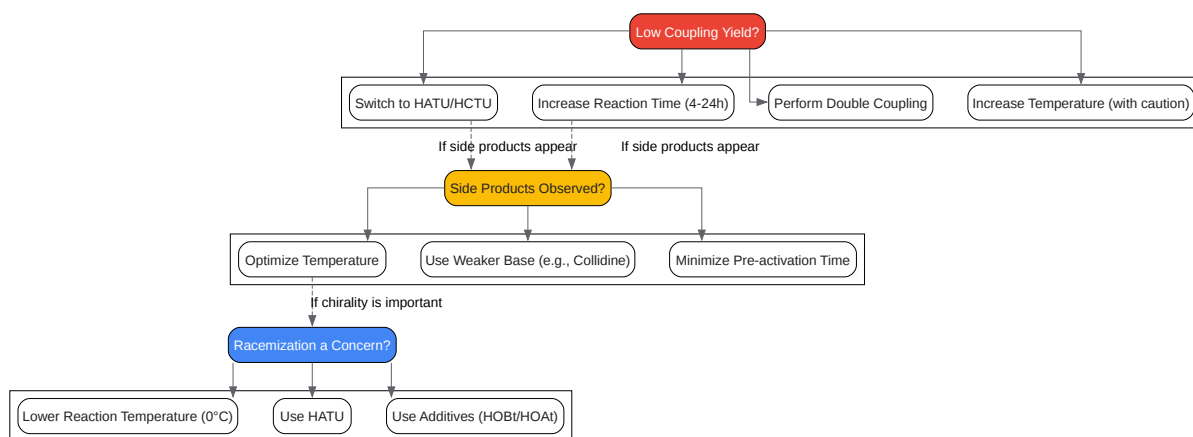 Low Coupling Yield?
Switch to HATU/HCTU
Increase Reaction Time (4-24h)
Perform Double Coupling
Increase Temperature (with caution)
If side products appear
If side products appear
Side Products Observed?
Optimize Temperature
Use Weaker Base (e.g., Collidine)
Minimize Pre-activation Time
If chirality is important
Racemization a Concern?
Lower Reaction Temperature (0°C)
Use HATU
Use Additives (HOBt/HOAt)